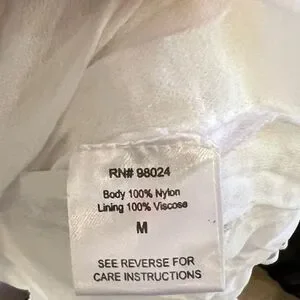 RN# 98024
Body 100% Nylon
Lining 100% Viscose
M
SEE REVERSE FOR
CARE INSTRUCTIONS